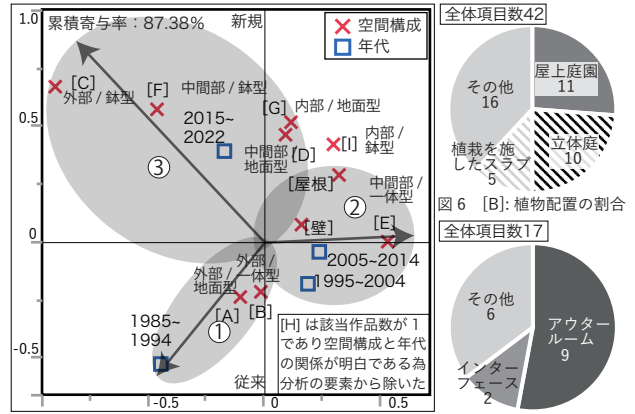 1.0
累積寄与率：87.38%
新規
空間構成
年代
[C]
外部 / 鉢型
[F]
中間部 / 鉢型
2015~
2022
[G]
内部 / 地面型
0.5
中間部 /
地面型
[D]
[I]
内部 /
鉢型
③
[屋根]
中間部 /
一体型
②
[壁]
[E]
0
2005~2014
1995~2004
外部 /
地面型
外部 /
一体型
[A]
[B]
①
1985~
1994
-0.5
従来
[H] は該当作品数が 1
であり空間構成と年代
の関係が明白である為
分析の要素から除いた
-0.5
0
0.5
全体項目数42
その他
16
屋上庭園
11
植栽を施
したスラブ
5
立体庭
10
図 6 [B]: 植物配置の割合
全体項目数17
その他
6
アウター
ルーム
9
インター
フェース
2